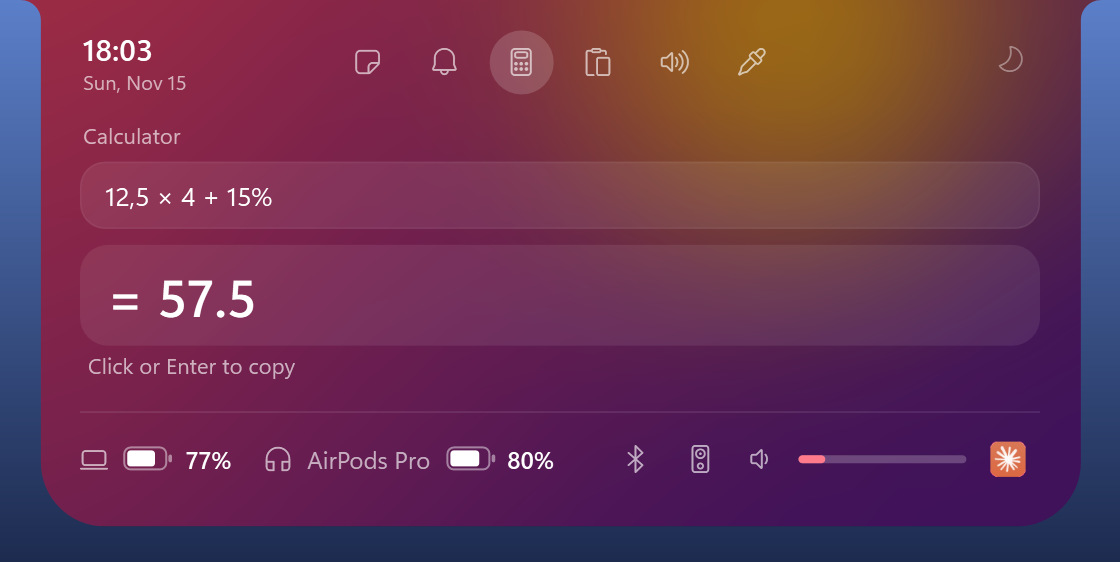 18:03
Sun, Nov 15
Calculator
12,5 × 4 + 15%
= 57.5
Click or Enter to copy
77% AirPods Pro 80%